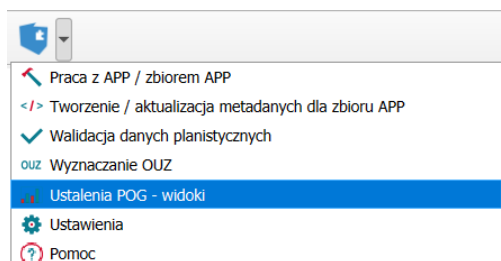 Praca z APP / zbiorem APP
</> Tworzenie / aktualizacja metadanych dla zbioru APP
Walidacja danych planistycznych
OUZ Wyznaczanie OUZ
Ustalenia POG - widoki
Ustawienia
? Pomoc